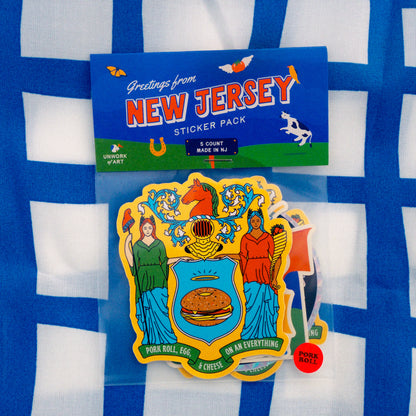 Greetings from
NEW JERSEY
STICKER PACK
5 COUNT
MADE IN NJ
UNWORK
of ART
PORK ROLL, EGG,
& CHEESE
ON AN EVERYTHING
PORK
ROLL